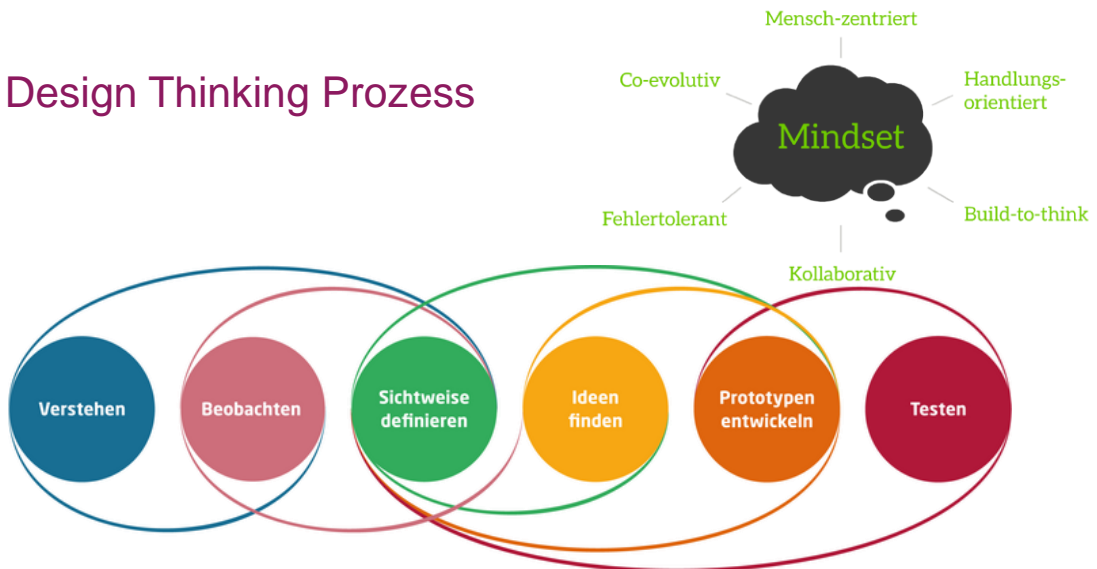 Design Thinking Prozess
Mensch-zentriert
Co-evolutiv
Handlungs-
orientiert
Mindset
Fehlertolerant
Build-to-think
Kollaborativ
Verstehen
Beobachten
Sichtweise
definieren
Ideen
finden
Prototypen
entwickeln
Testen